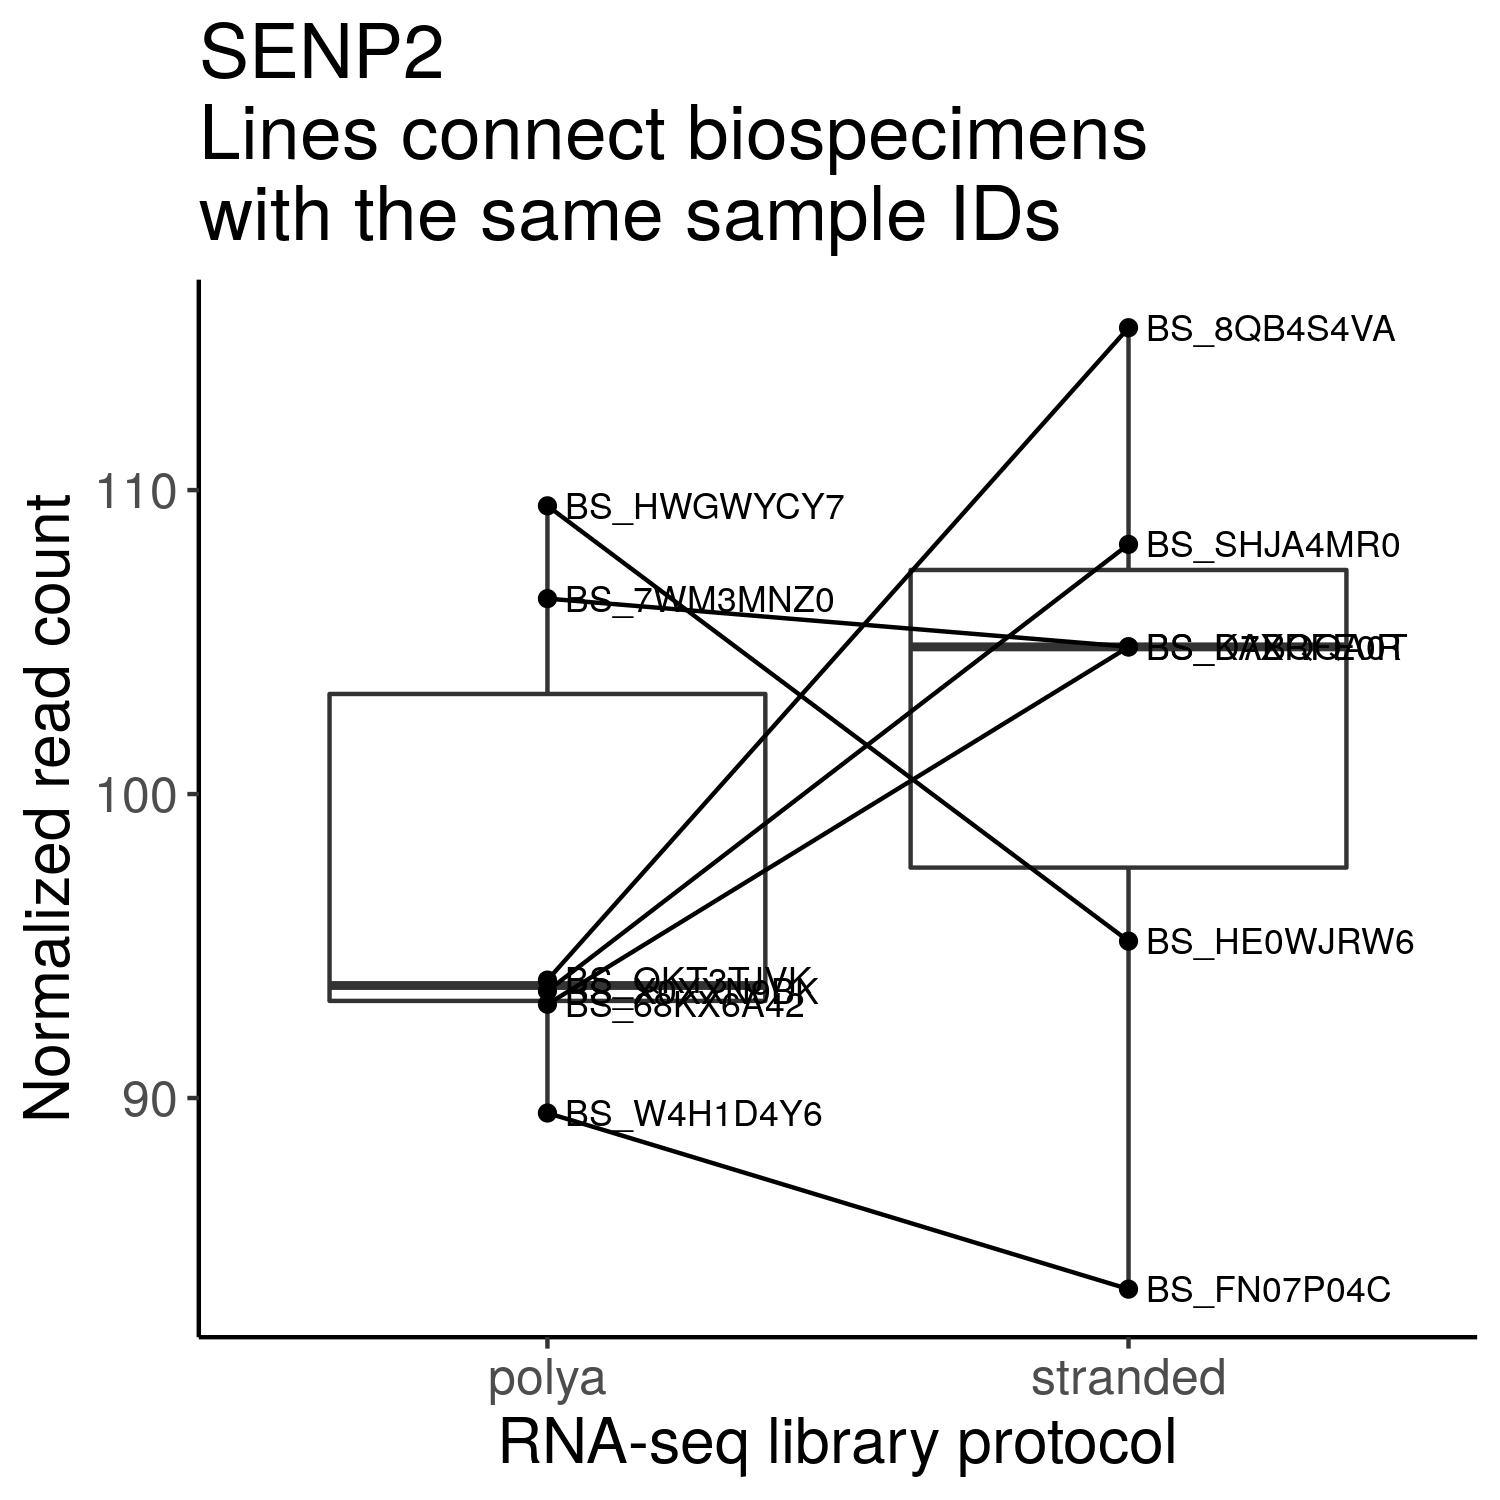 SENP2
Lines connect biospecimens
with the same sample IDs
Normalized read count
110
100
90
BS_8QB4S4VA
BS_HWGWYCY7
BS_SHJA4MR0
BS_7WM3MNZ0
BS_HE0WJRW6
BS_QKT3TJVK
BS_68KX6A42
BS_W4H1D4Y6
BS_FN07P04C
polya
stranded
RNA-seq library protocol